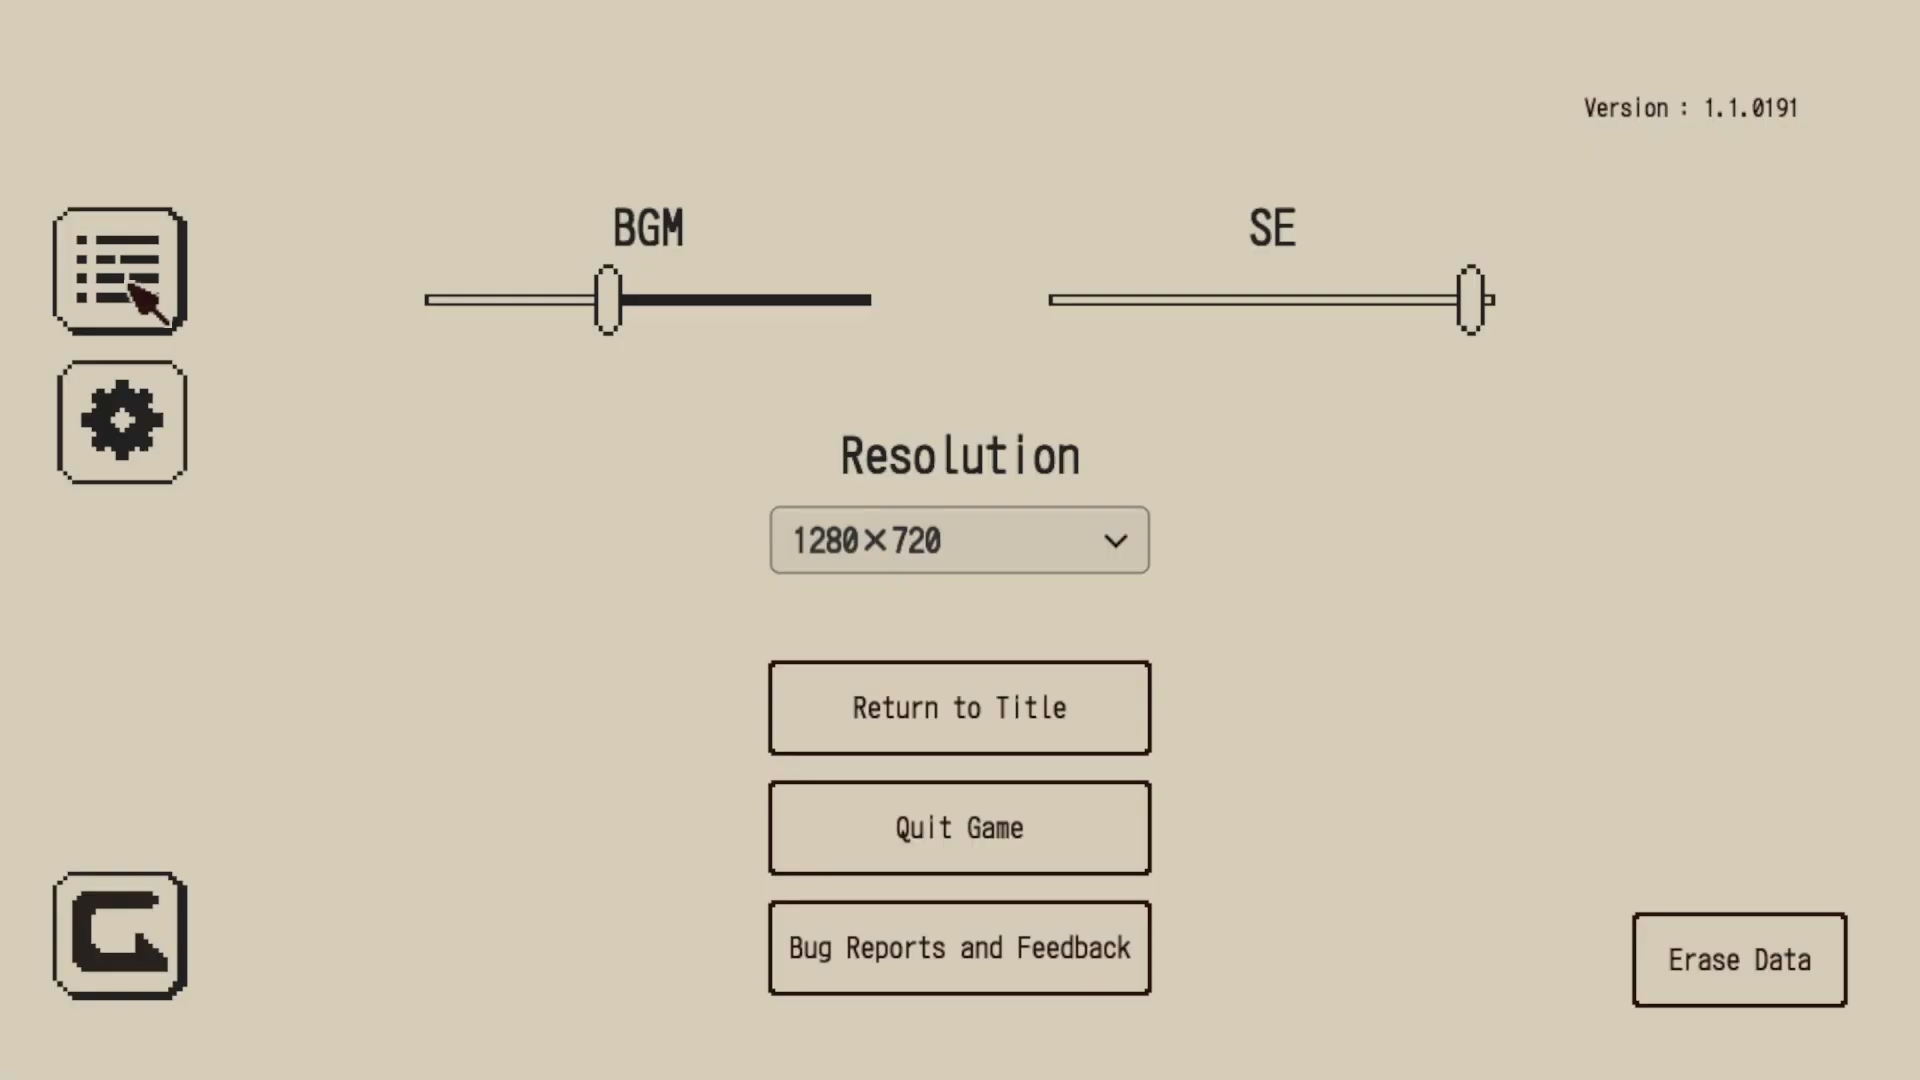 Version : 1.1.0191
BGM
SE
Resolution
1280×720
Return to Title
Quit Game
Bug Reports and Feedback
Erase Data